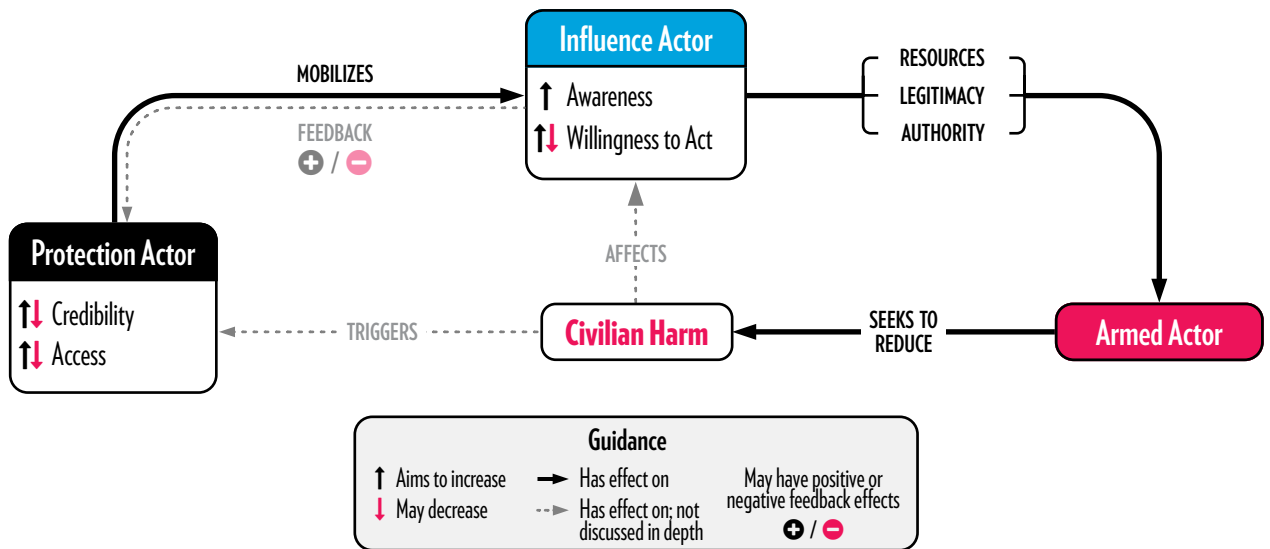 Influence Actor
MOBILIZES
Awareness
Willingness to Act
RESOURCES
LEGITIMACY
AUTHORITY
FEEDBACK
+ / −
Protection Actor
Credibility
Access
AFFECTS
TRIGGERS
Civilian Harm
SEEKS TO
REDUCE
Armed Actor
Guidance
Aims to increase
May decrease
Has effect on
Has effect on; not
discussed in depth
May have positive or
negative feedback effects
+ / −